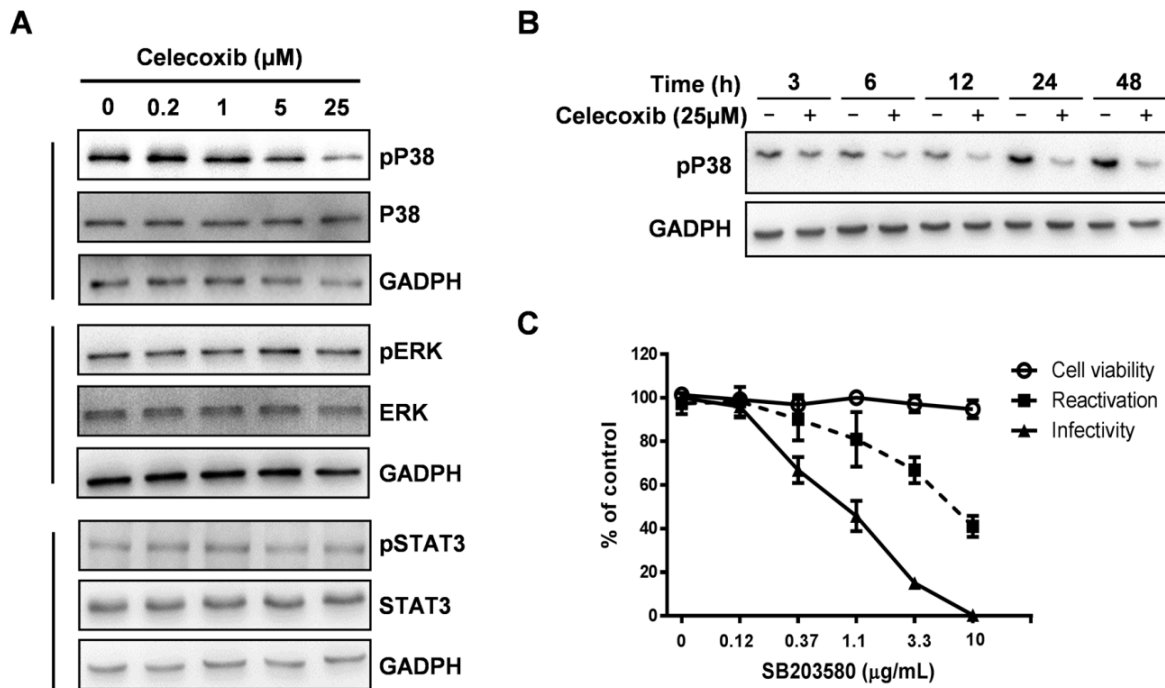 A
Celecoxib (µM)
0 0.2 1 5 25
pP38
P38
GADPH
pERK
ERK
GADPH
pSTAT3
STAT3
GADPH
B
Time (h) 3 6 12 24 48
Celecoxib (25µM) – + – + – + – + – +
pP38
GADPH
C
120
100
80
60
40
20
0
% of control
0 0.12 0.37 1.1 3.3 10
SB203580 (µg/mL)
Cell viability
Reactivation
Infectivity